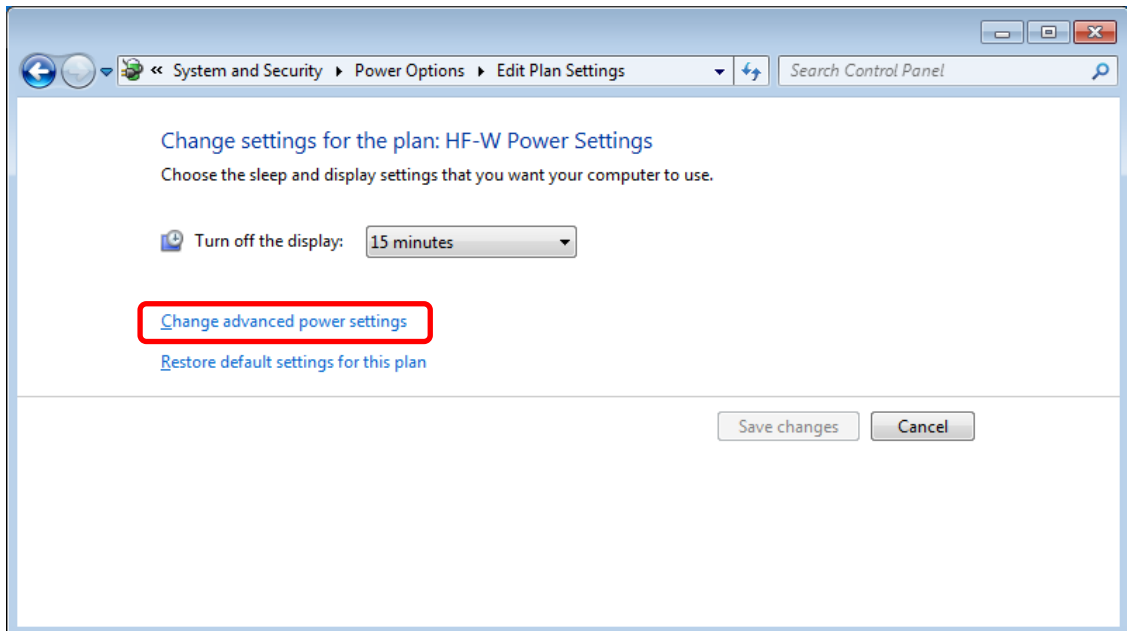 « System and Security ▸ Power Options ▸ Edit Plan Settings
Search Control Panel
Change settings for the plan: HF-W Power Settings
Choose the sleep and display settings that you want your computer to use.
Turn off the display: 15 minutes
Change advanced power settings
Restore default settings for this plan
Save changes Cancel